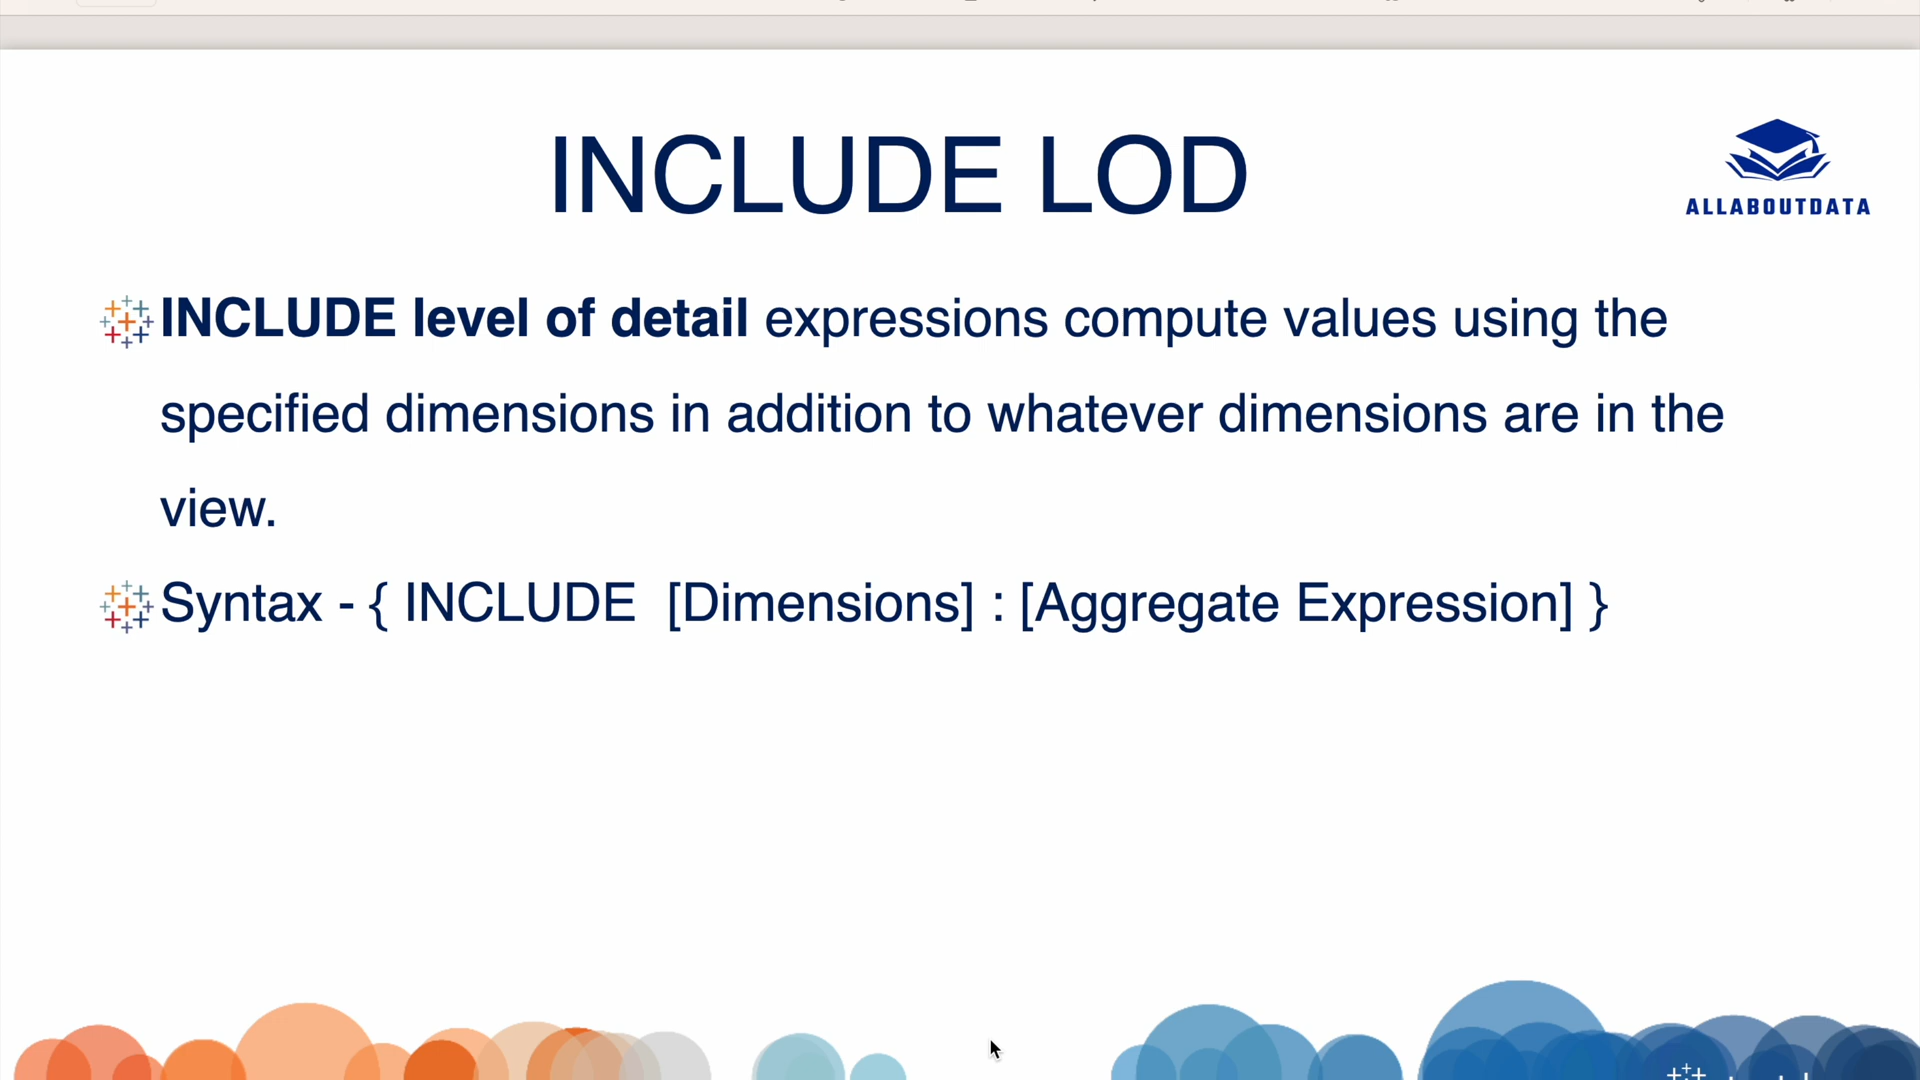 INCLUDE LOD
ALLABOUTDATA
INCLUDE level of detail expressions compute values using the
specified dimensions in addition to whatever dimensions are in the
view.
Syntax - { INCLUDE [Dimensions] : [Aggregate Expression] }